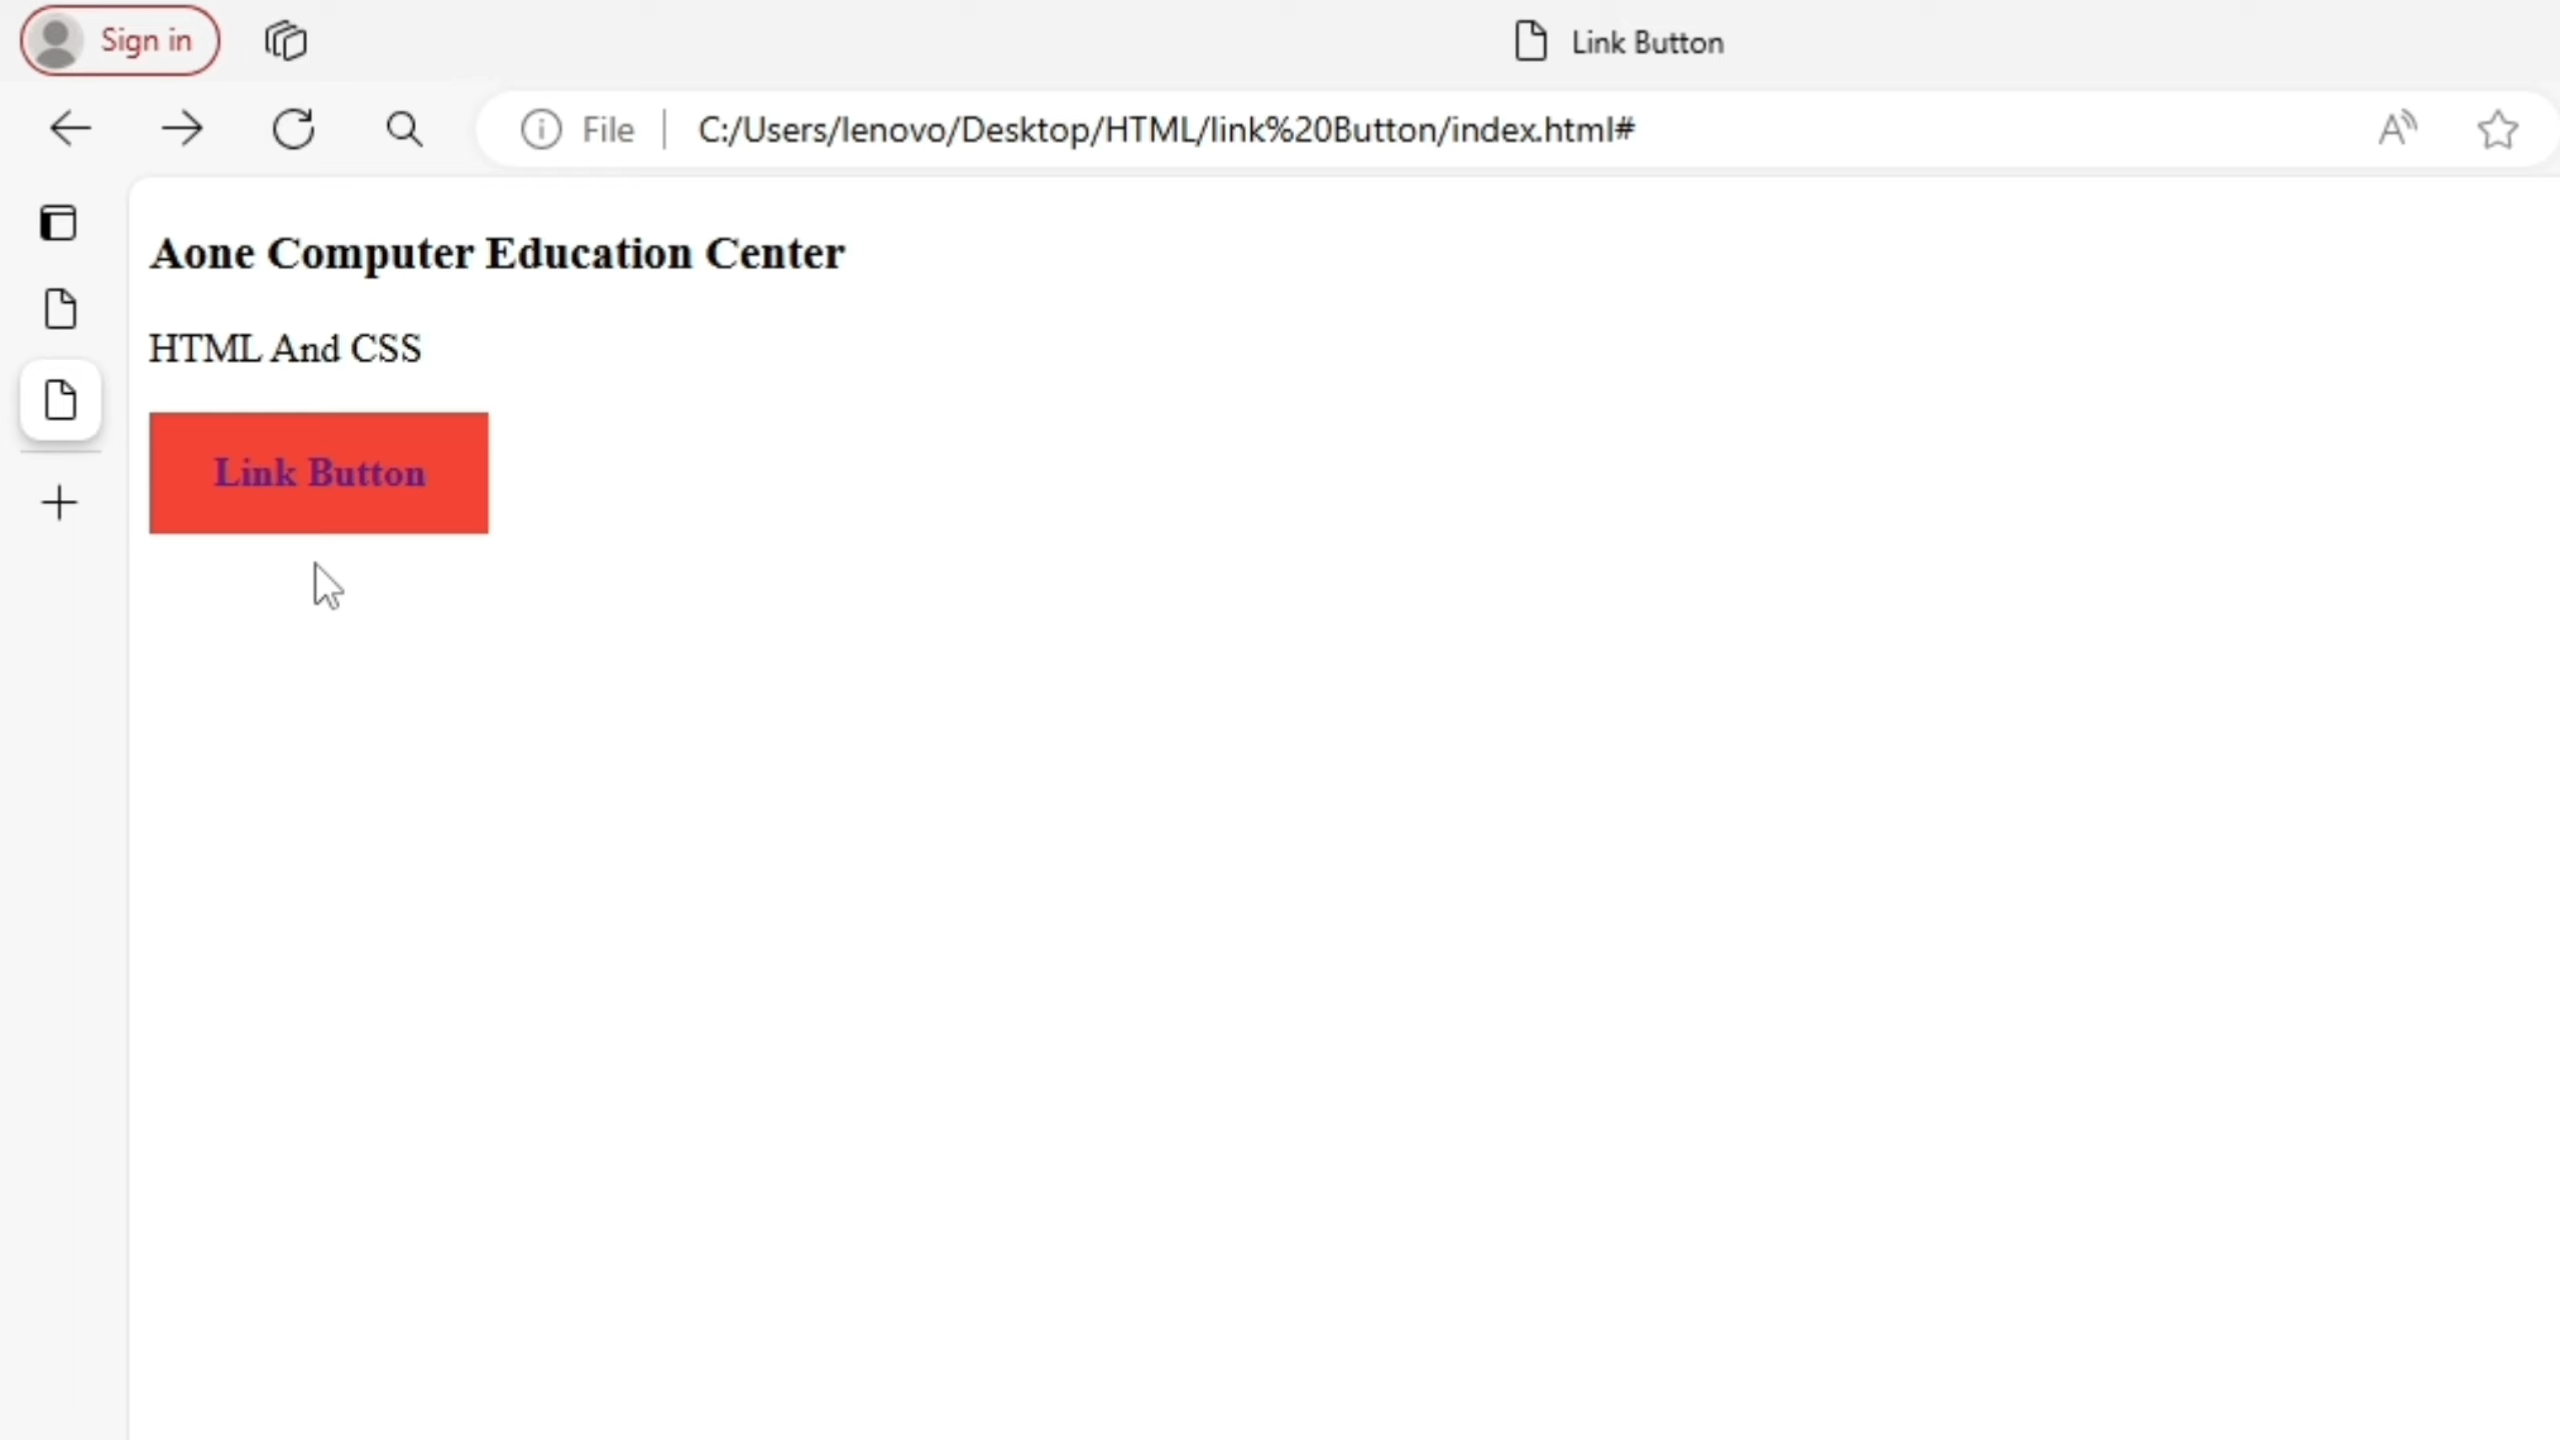 Sign in
Link Button
File
C:/Users/lenovo/Desktop/HTML/link%20Button/index.html#
Aone Computer Education Center
HTML And CSS
Link Button